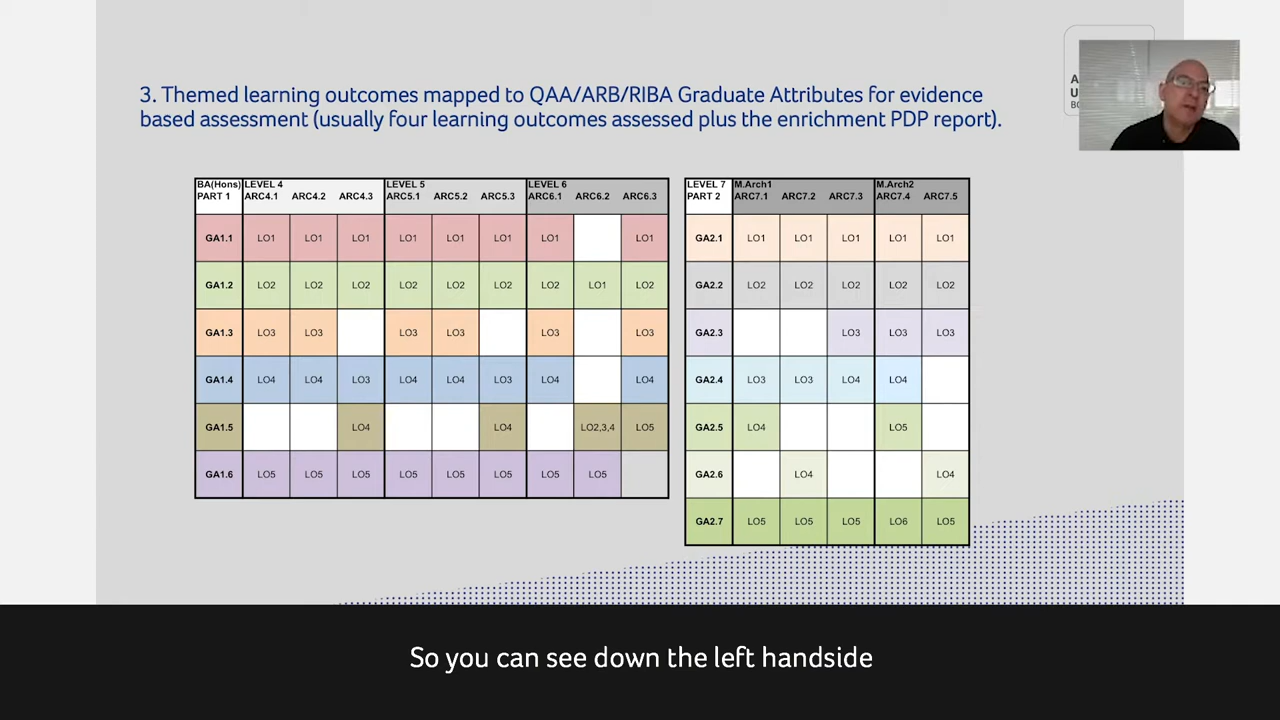 3. Themed learning outcomes mapped to QAA/ARB/RIBA Graduate Attributes for evidence
based assessment (usually four learning outcomes assessed plus the enrichment PDP report).
A
U
BO
BA(Hons) LEVEL 4 LEVEL 5 LEVEL 6
PART 1 ARC4.1 ARC4.2 ARC4.3 ARC5.1 ARC5.2 ARC5.3 ARC6.1 ARC6.2 ARC6.3
GA1.1 LO1 LO1 LO1 LO1 LO1 LO1 LO1 LO1
GA1.2 LO2 LO2 LO2 LO2 LO2 LO2 LO2 LO1 LO2
GA1.3 LO3 LO3 LO3 LO3 LO3 LO3
GA1.4 LO4 LO4 LO3 LO4 LO4 LO3 LO4 LO4
GA1.5 LO4 LO4 LO2,3,4 LO5
GA1.6 LO5 LO5 LO5 LO5 LO5 LO5 LO5 LO5
LEVEL 7 M.Arch1 M.Arch2
PART 2 ARC7.1 ARC7.2 ARC7.3 ARC7.4 ARC7.5
GA2.1 LO1 LO1 LO1 LO1 LO1
GA2.2 LO2 LO2 LO2 LO2 LO2
GA2.3 LO3 LO3 LO3
GA2.4 LO3 LO3 LO4 LO4
GA2.5 LO4 LO5
GA2.6 LO4 LO4
GA2.7 LO5 LO5 LO5 LO6 LO5
So you can see down the left handside